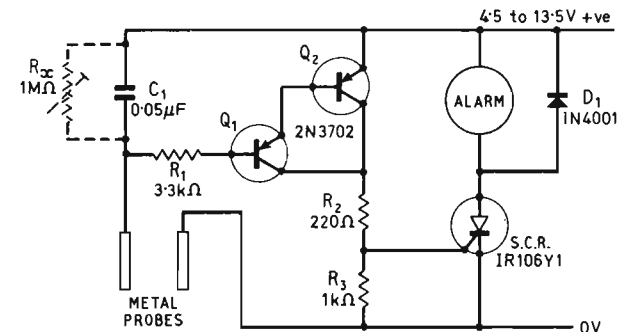 4·5 to 13·5V +ve
Rx
1MΩ
C1
0·05μF
Q2
Q1
2N3702
ALARM
D1
IN4001
R1
3·3kΩ
R2
220Ω
S.C.R.
IR106Y1
R3
1kΩ
METAL
PROBES
0V